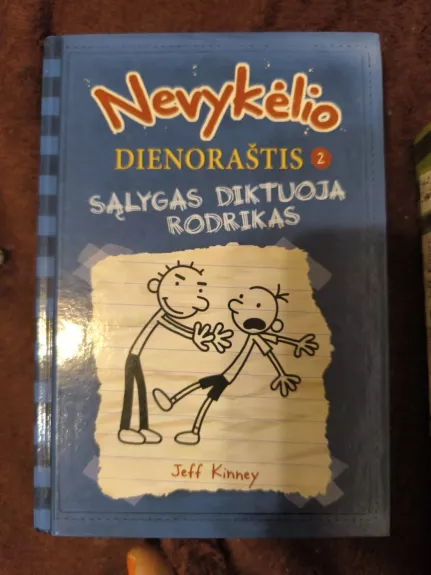 Nevykėlio
DIENORAŠTIS 2
SĄLYGAS DIKTUOJA
RODRIKAS
Jeff Kinney